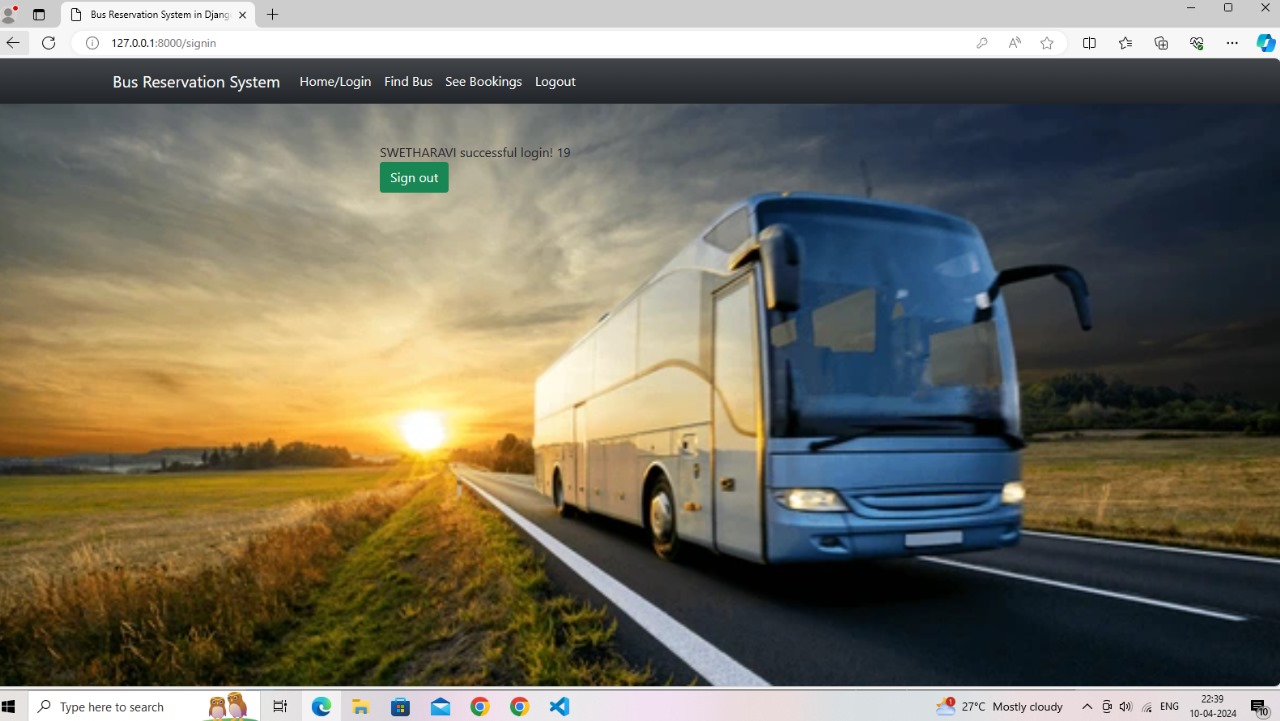 Bus Reservation System in Djang
127.0.0.1:8000/signin
Bus Reservation System Home/Login Find Bus See Bookings Logout
SWETHARAVI successful login! 19
Sign out
Type here to search
27°C Mostly cloudy
ENG
22:39
10-04-2024
10